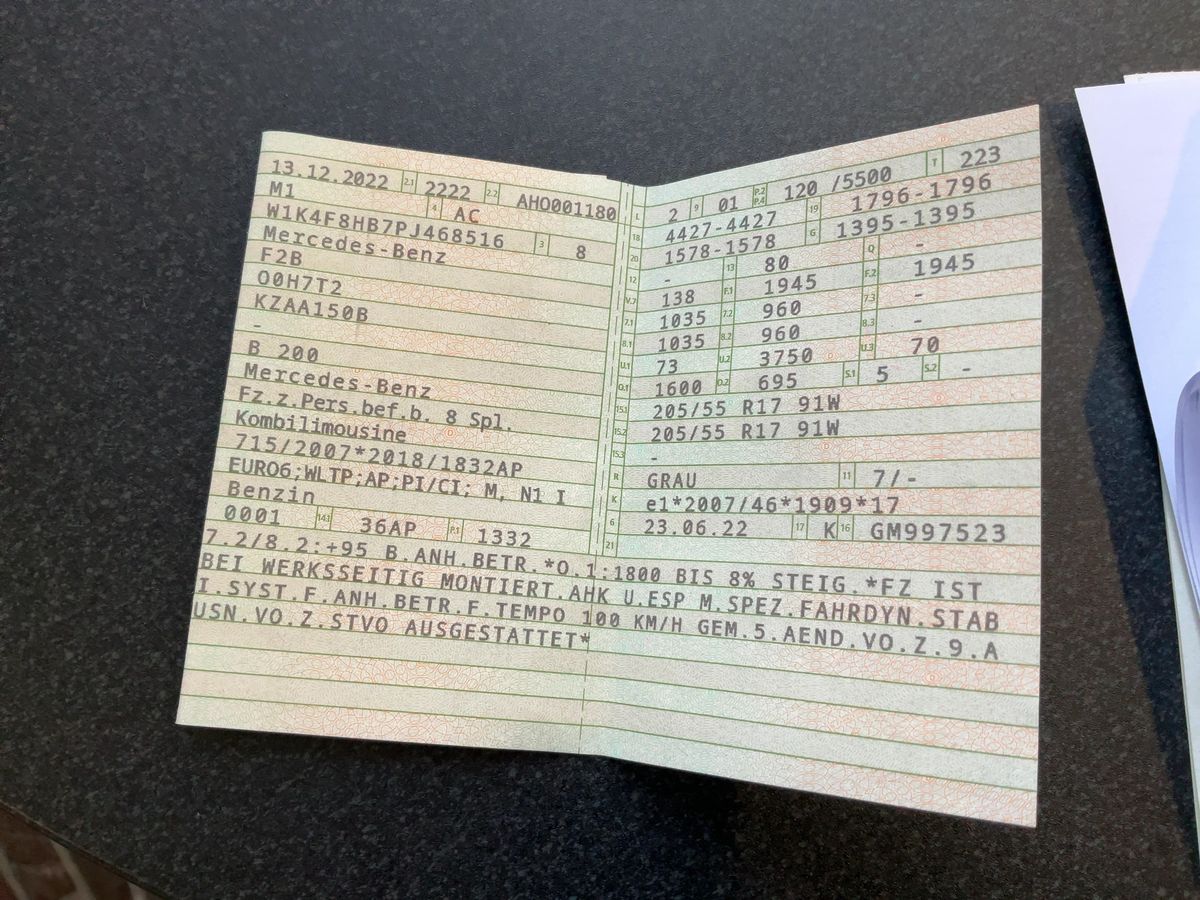 13.12.2022 2.1 2222 2.2 AHO001180
M1 4 AC
W1K4F8HB7PJ468516 3 8
Mercedes-Benz
F2B
O0H7T2
KZAA150B
-
B 200
Mercedes-Benz
Fz.z.Pers.bef.b. 8 Spl.
Kombilimousine
715/2007*2018/1832AP
EURO6;WLTP;AP;PI/CI; M, N1 I
Benzin
0001 14.1 36AP P.1 1332
L 2 9 01 P.2 P.4 120 /5500 T 223
18 4427-4427 19 1796-1796
20 1578-1578 G 1395-1395
12 - 13 80 Q -
V.7 138 F.1 1945 F.2 1945
7.1 1035 7.2 960 7.3 -
8.1 1035 8.2 960 8.3 -
U.1 73 U.2 3750 U.3 70
O.1 1600 O.2 695 S.1 5 S.2 -
15.1 205/55 R17 91W
15.2 205/55 R17 91W
15.3 -
R GRAU 11 7/-
K e1*2007/46*1909*17
6 23.06.22 17 K 16 GM997523
21
7.2/8.2:+95 B.ANH.BETR.*O.1:1800 BIS 8% STEIG.*FZ IST
BEI WERKSSEITIG MONTIERT.AHK U.ESP M.SPEZ.FAHRDYN.STAB
I.SYST.F.ANH.BETR.F.TEMPO 100 KM/H GEM.5.AEND.VO.Z.9.A
USN.VO.Z.STVO AUSGESTATTET*